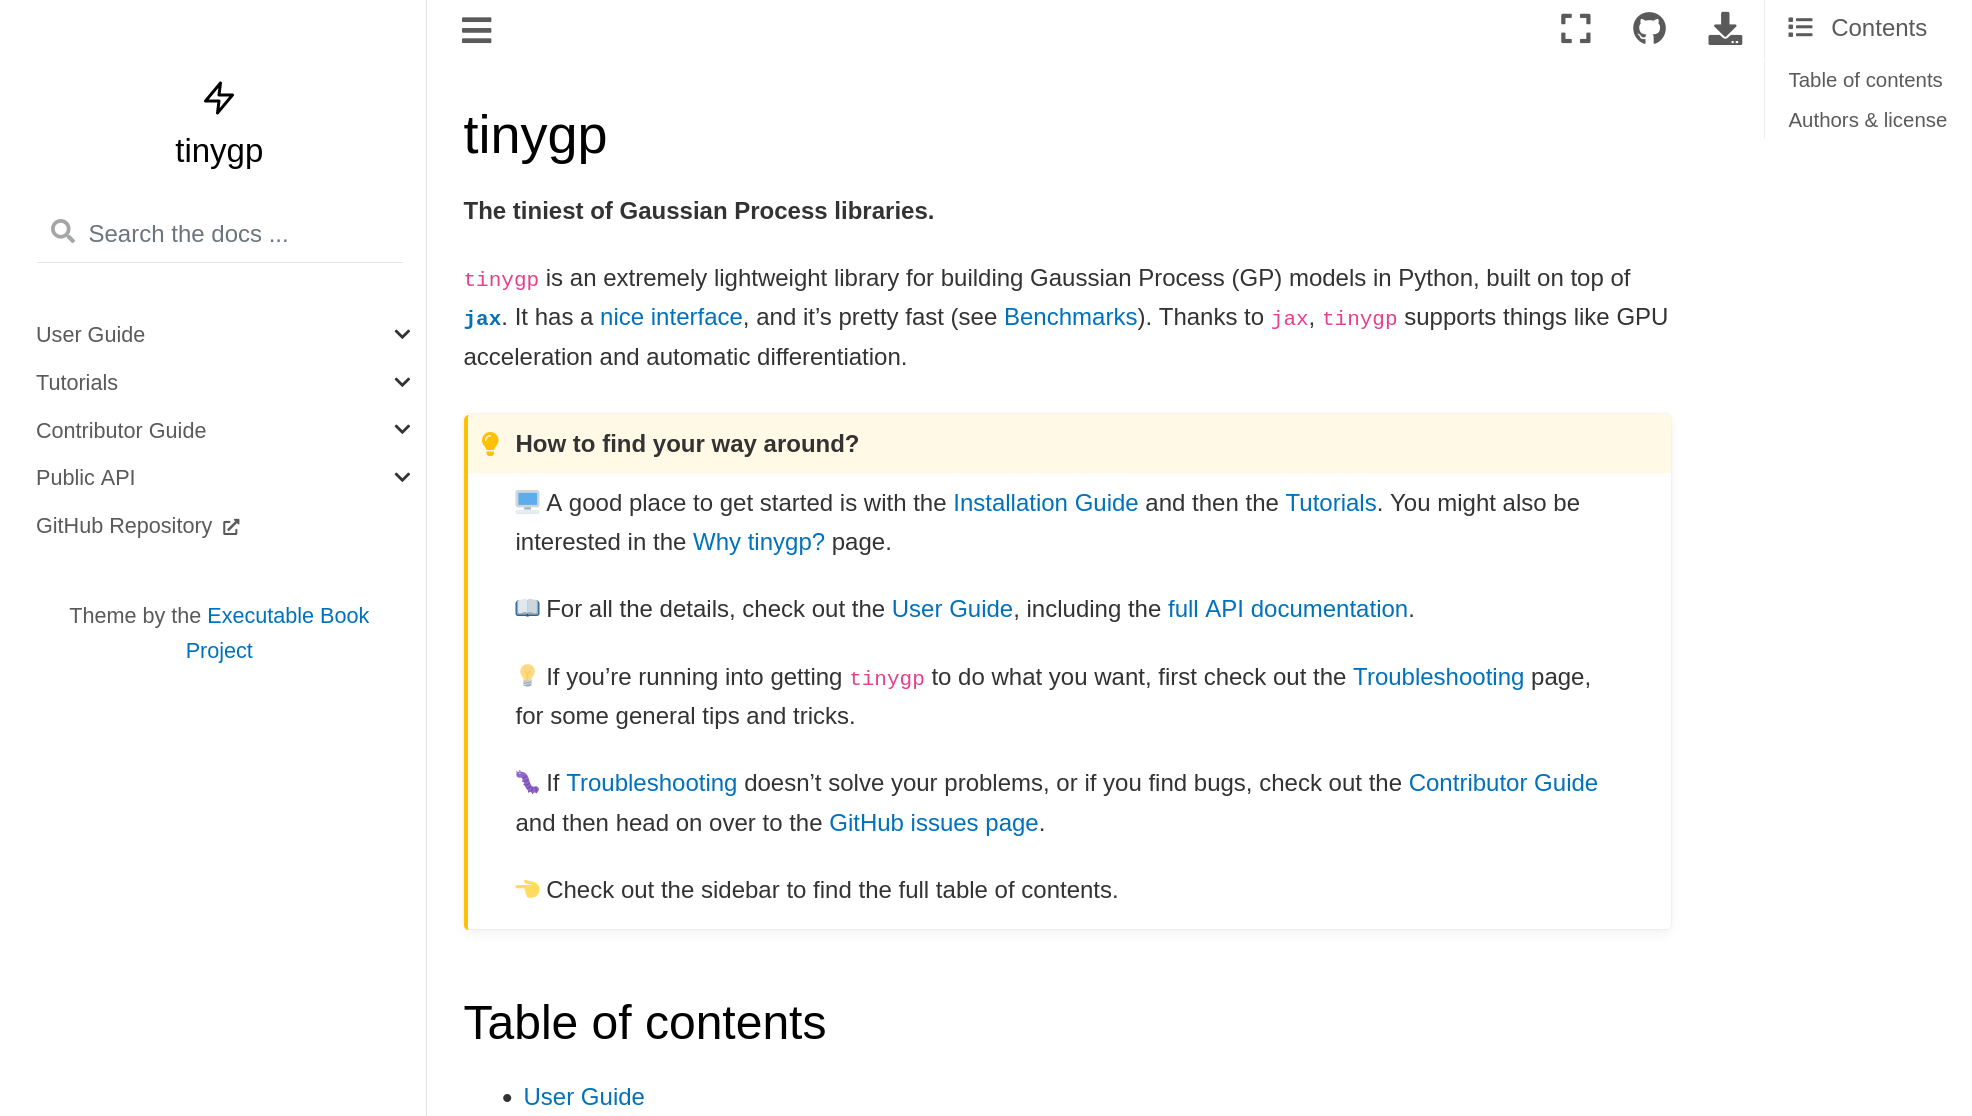 tinygp
Search the docs ...
User Guide
Tutorials
Contributor Guide
Public API
GitHub Repository
Theme by the Executable Book
Project
tinygp
The tiniest of Gaussian Process libraries.
tinygp is an extremely lightweight library for building Gaussian Process (GP) models in Python, built on top of
jax. It has a nice interface, and it’s pretty fast (see Benchmarks). Thanks to jax, tinygp supports things like GPU
acceleration and automatic differentiation.
How to find your way around?
A good place to get started is with the Installation Guide and then the Tutorials. You might also be
interested in the Why tinygp? page.
For all the details, check out the User Guide, including the full API documentation.
If you’re running into getting tinygp to do what you want, first check out the Troubleshooting page,
for some general tips and tricks.
If Troubleshooting doesn’t solve your problems, or if you find bugs, check out the Contributor Guide
and then head on over to the GitHub issues page.
Check out the sidebar to find the full table of contents.
Table of contents
• User Guide
Contents
Table of contents
Authors & license